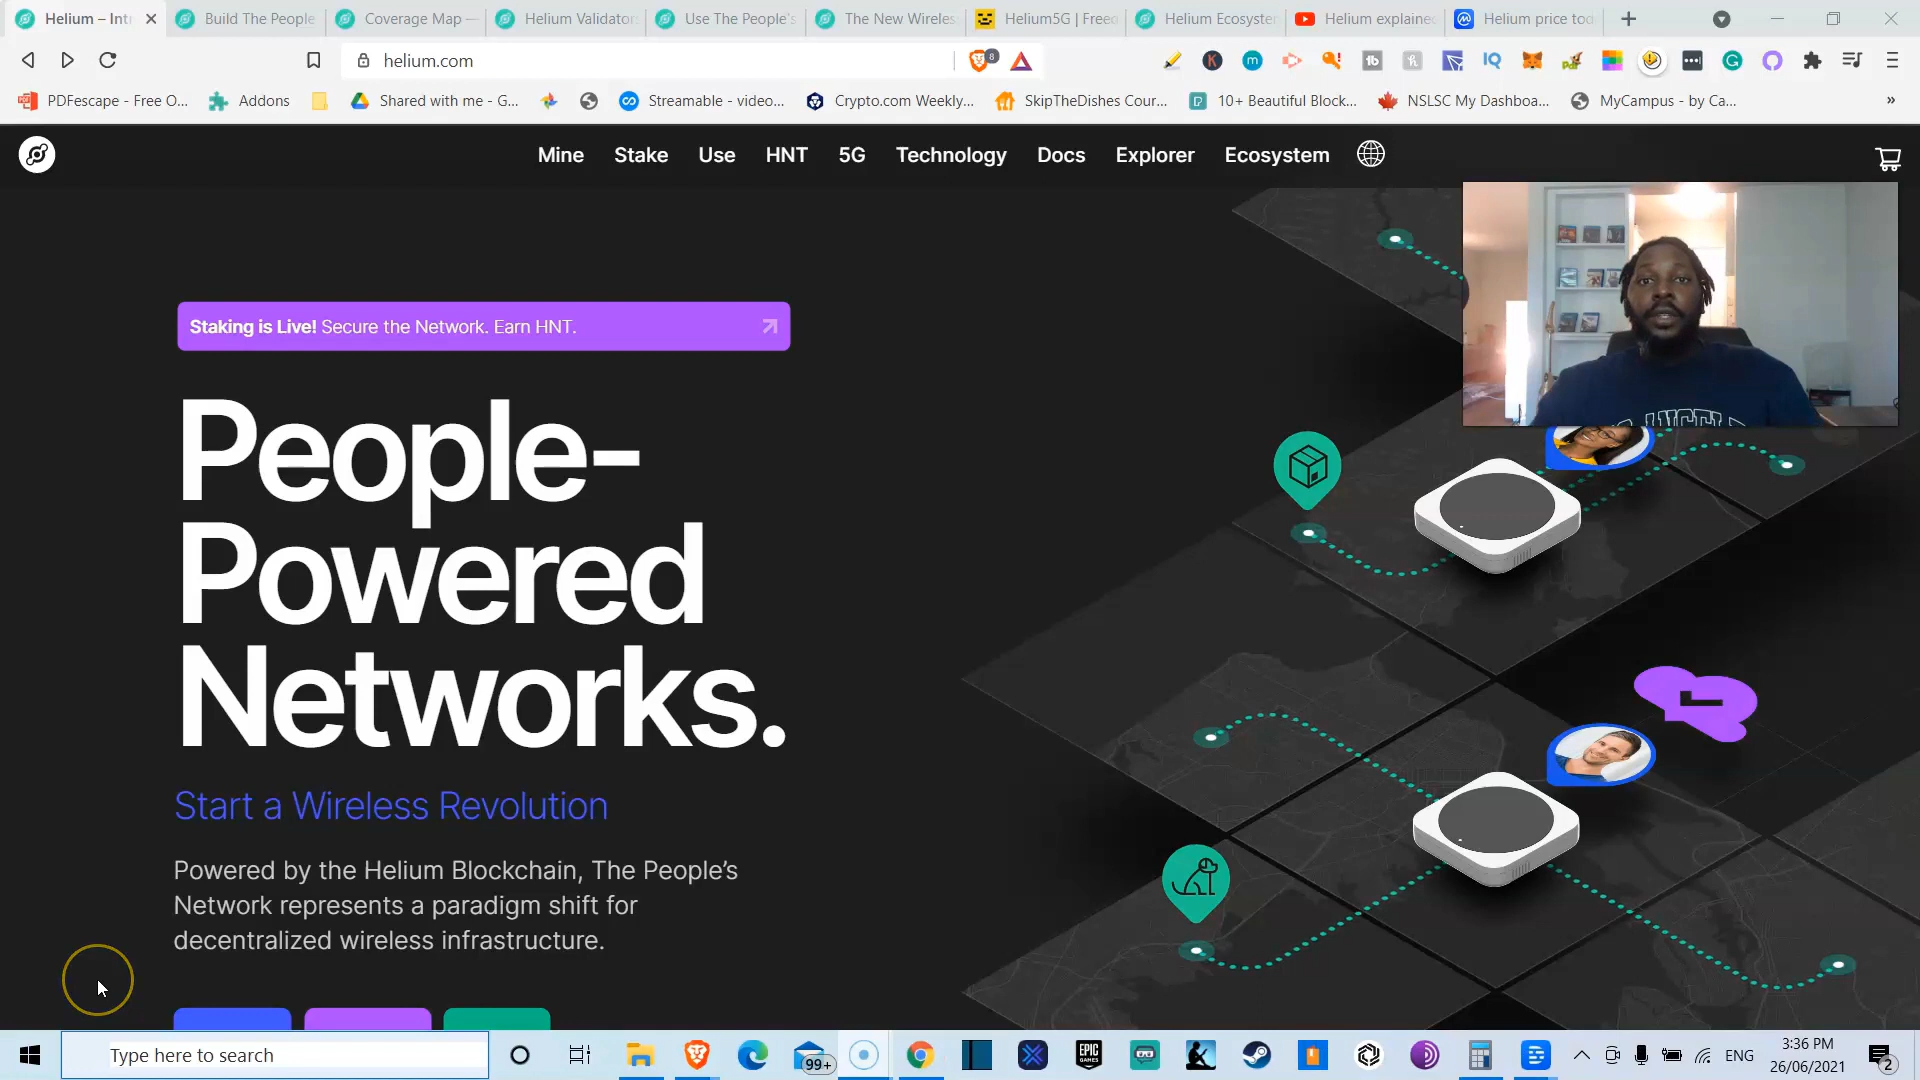 Helium – Int
Build The People
Coverage Map —
Helium Validator
Use The People's
The New Wireles
Helium5G | Freed
Helium Ecosyste
Helium explaine
Helium price tod
helium.com
8
PDFescape - Free O...
Addons
Shared with me - G...
Streamable - video...
Crypto.com Weekly...
SkipTheDishes Cour...
10+ Beautiful Block...
NSLSC My Dashboa...
MyCampus - by Ca...
»
Mine
Stake
Use
HNT
5G
Technology
Docs
Explorer
Ecosystem
Staking is Live! Secure the Network. Earn HNT.
People-
Powered
Networks.
Start a Wireless Revolution
Powered by the Helium Blockchain, The People's
Network represents a paradigm shift for
decentralized wireless infrastructure.
Type here to search
99+
EPIC
GAMES
ENG
3:36 PM
26/06/2021
2